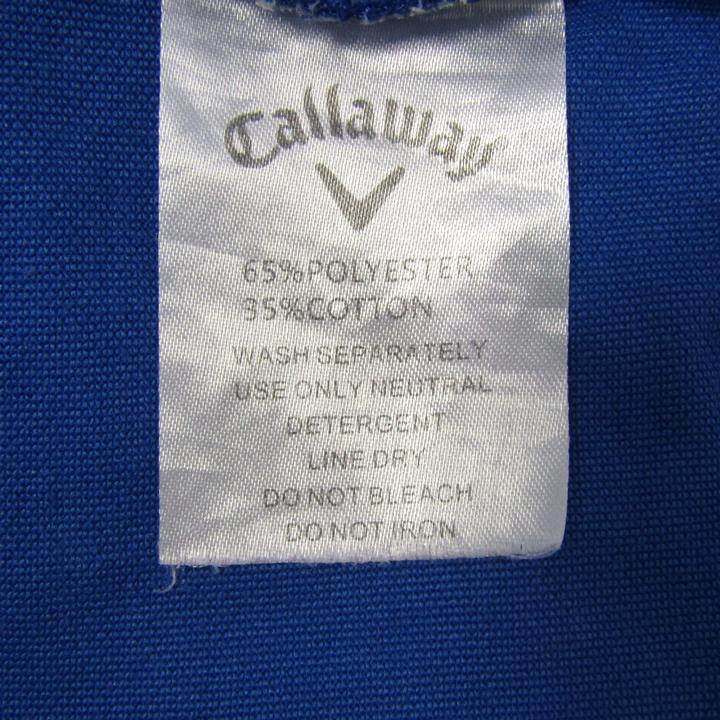 Callaway
65%POLYESTER
35%COTTON
WASH SEPARATELY
USE ONLY NEUTRAL
DETERGENT
LINE DRY
DO NOT BLEACH
DO NOT IRON